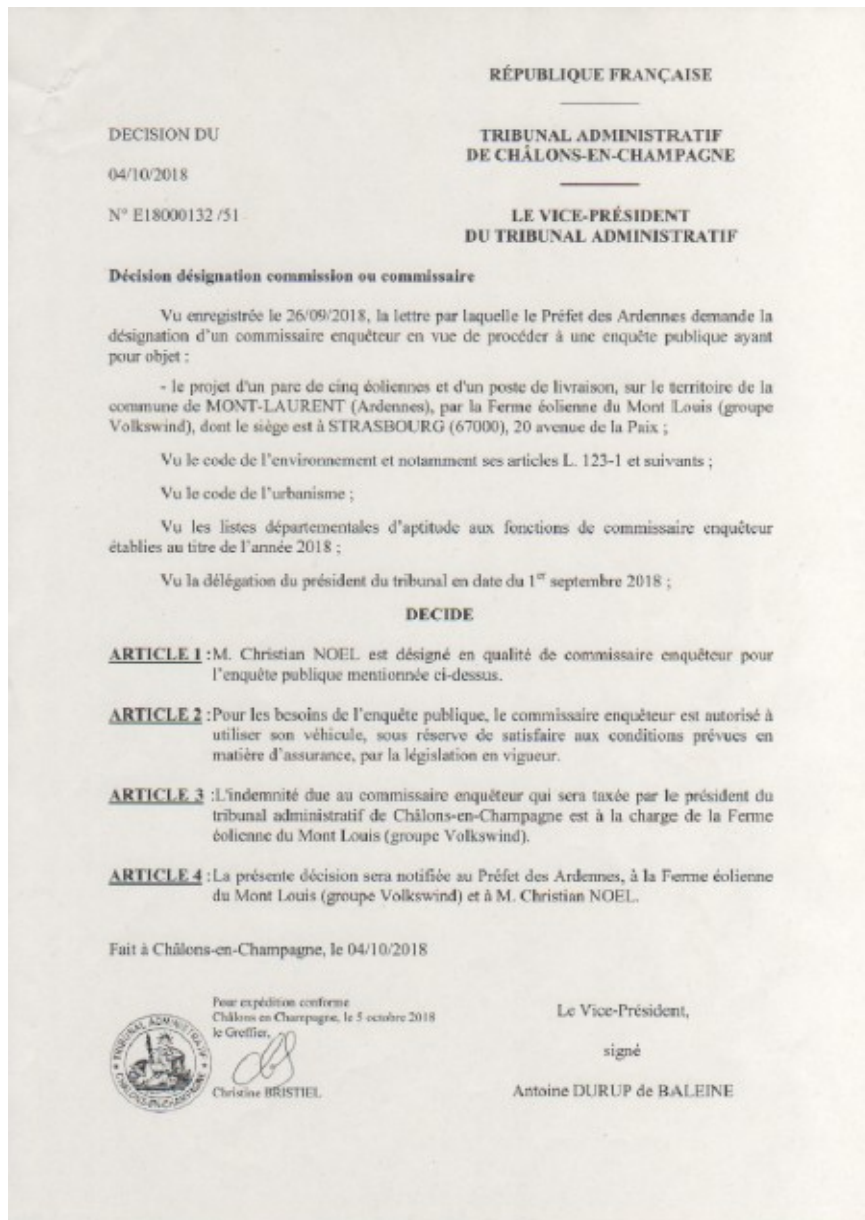 RÉPUBLIQUE FRANÇAISE
DECISION DU
04/10/2018
N° E18000132 /51
TRIBUNAL ADMINISTRATIF
DE CHÂLONS-EN-CHAMPAGNE
LE VICE-PRÉSIDENT
DU TRIBUNAL ADMINISTRATIF
Décision désignation commission ou commissaire
Vu enregistrée le 26/09/2018, la lettre par laquelle le Préfet des Ardennes demande la
désignation d'un commissaire enquêteur en vue de procéder à une enquête publique ayant
pour objet :
- le projet d'un parc de cinq éoliennes et d'un poste de livraison, sur le territoire de la
commune de MONT-LAURENT (Ardennes), par la Ferme éolienne du Mont Louis (groupe
Volkswind), dont le siège est à STRASBOURG (67000), 20 avenue de la Paix ;
Vu le code de l'environnement et notamment ses articles L. 123-1 et suivants ;
Vu le code de l'urbanisme ;
Vu les listes départementales d'aptitude aux fonctions de commissaire enquêteur
établies au titre de l'année 2018 ;
Vu la délégation du président du tribunal en date du 1er septembre 2018 ;
DECIDE
ARTICLE 1 :M. Christian NOEL est désigné en qualité de commissaire enquêteur pour
l'enquête publique mentionnée ci-dessus.
ARTICLE 2 :Pour les besoins de l'enquête publique, le commissaire enquêteur est autorisé à
utiliser son véhicule, sous réserve de satisfaire aux conditions prévues en
matière d'assurance, par la législation en vigueur.
ARTICLE 3 :L'indemnité due au commissaire enquêteur qui sera taxée par le président du
tribunal administratif de Châlons-en-Champagne est à la charge de la Ferme
éolienne du Mont Louis (groupe Volkswind).
ARTICLE 4 :La présente décision sera notifiée au Préfet des Ardennes, à la Ferme éolienne
du Mont Louis (groupe Volkswind) et à M. Christian NOEL.
Fait à Châlons-en-Champagne, le 04/10/2018
Pour expédition conforme
Châlons en Champagne, le 5 octobre 2018
le Greffier,
Christine BRISTIEL
TRIBUNAL ADMINISTRATIF
CHÂLONS-EN-CHAMPAGNE
Le Vice-Président,
signé
Antoine DURUP de BALEINE